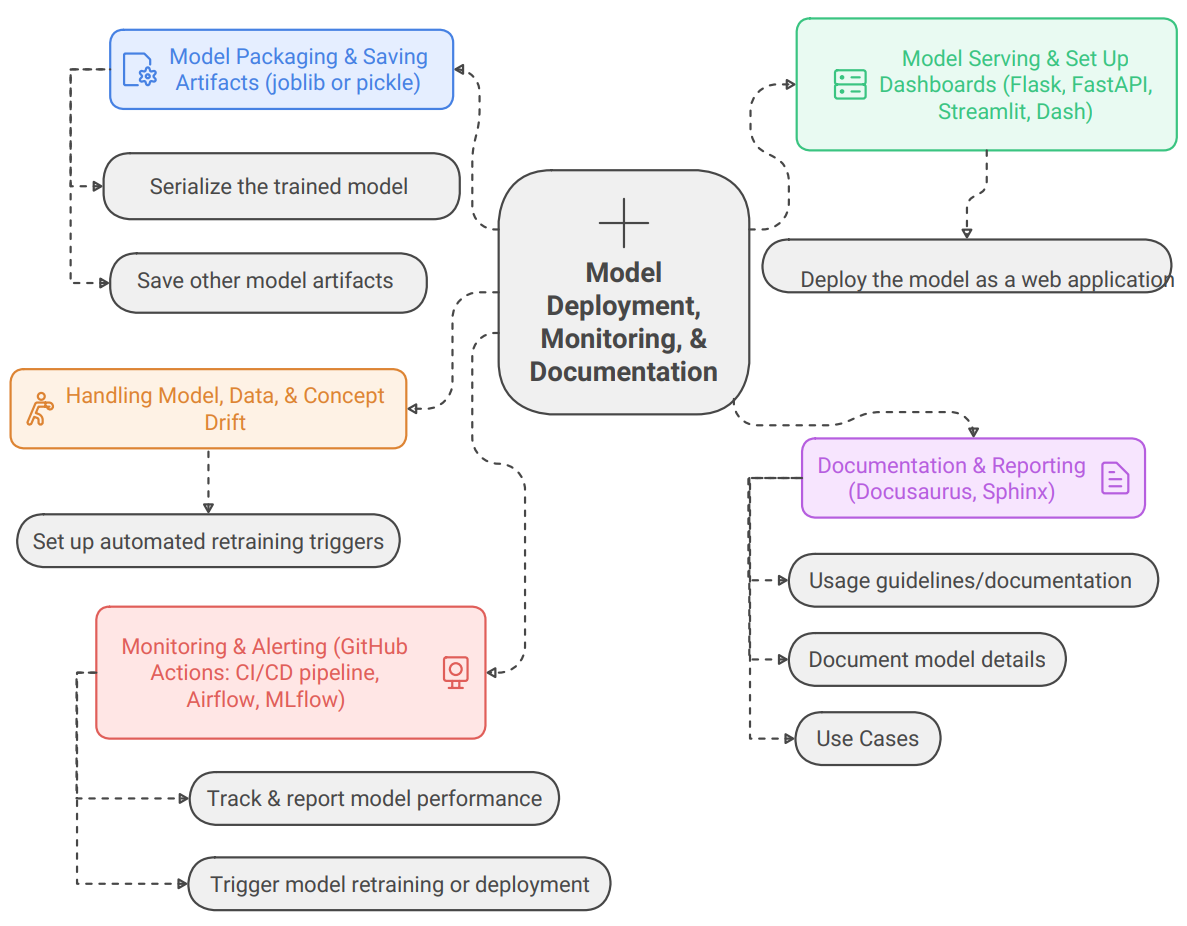 Model Packaging & Saving
Artifacts (joblib or pickle)
Serialize the trained model
Save other model artifacts
Model Serving & Set Up
Dashboards (Flask, FastAPI,
Streamlit, Dash)
Deploy the model as a web application
Model
Deployment,
Monitoring, &
Documentation
Handling Model, Data, & Concept
Drift
Set up automated retraining triggers
Documentation & Reporting
(Docusaurus, Sphinx)
Usage guidelines/documentation
Document model details
Use Cases
Monitoring & Alerting (GitHub
Actions: CI/CD pipeline,
Airflow, MLflow)
Track & report model performance
Trigger model retraining or deployment